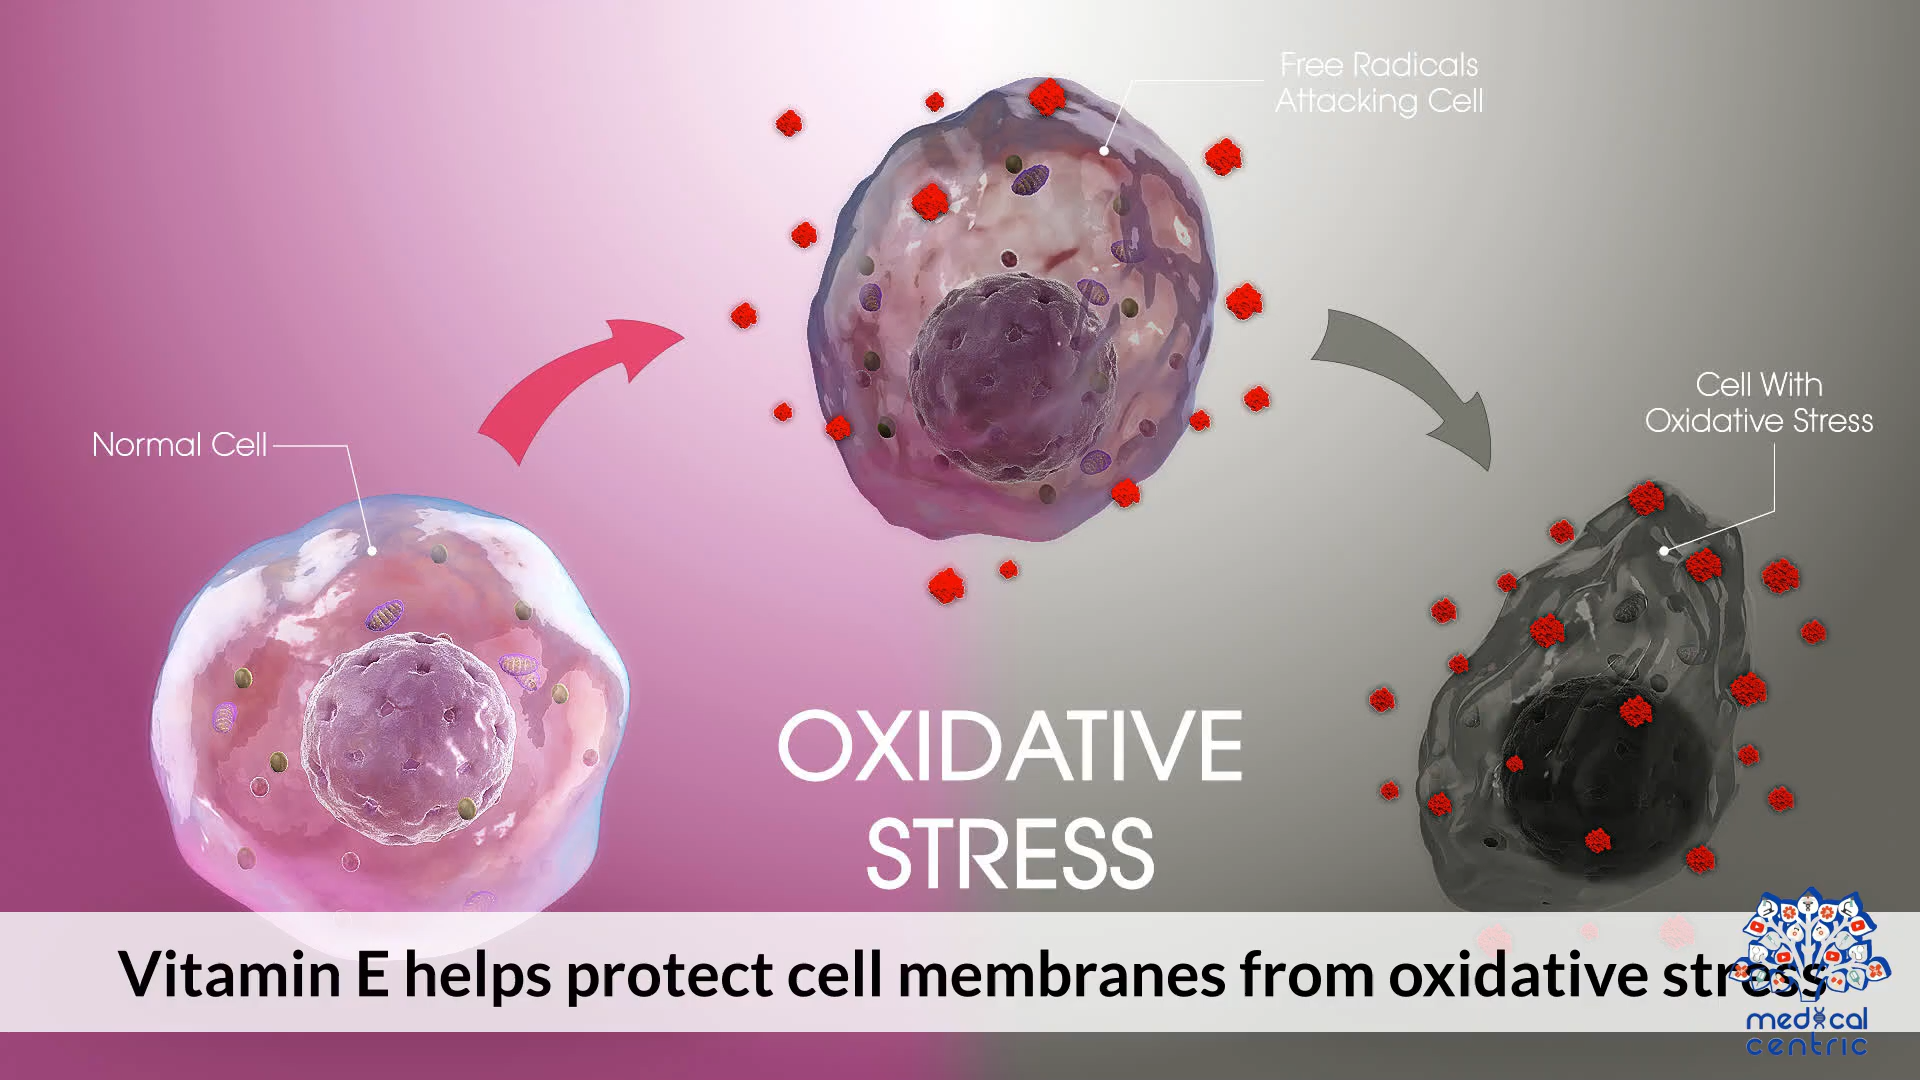 Free Radicals
Attacking Cell
Cell With
Oxidative Stress
Normal Cell
OXIDATIVE
STRESS
Vitamin E helps protect cell membranes from oxidative stress
medical
centric